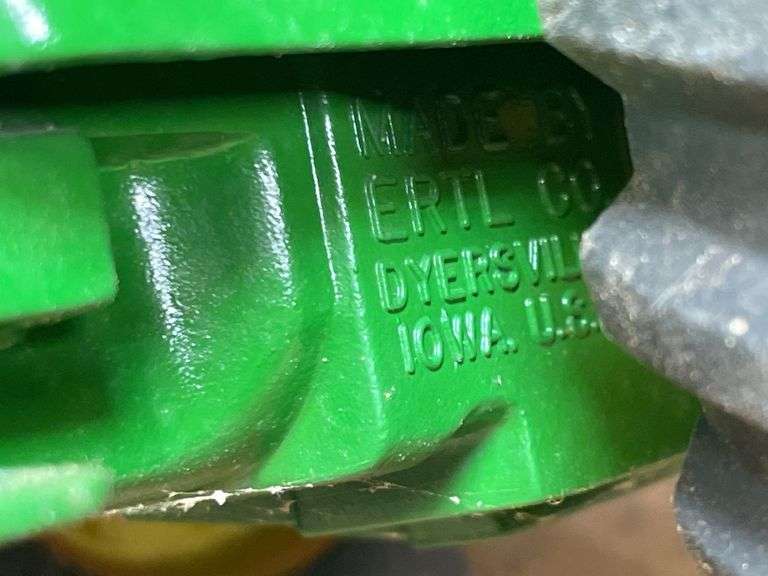 MADE BY
ERTL CO
DYERSVIL
IOWA. U.S.